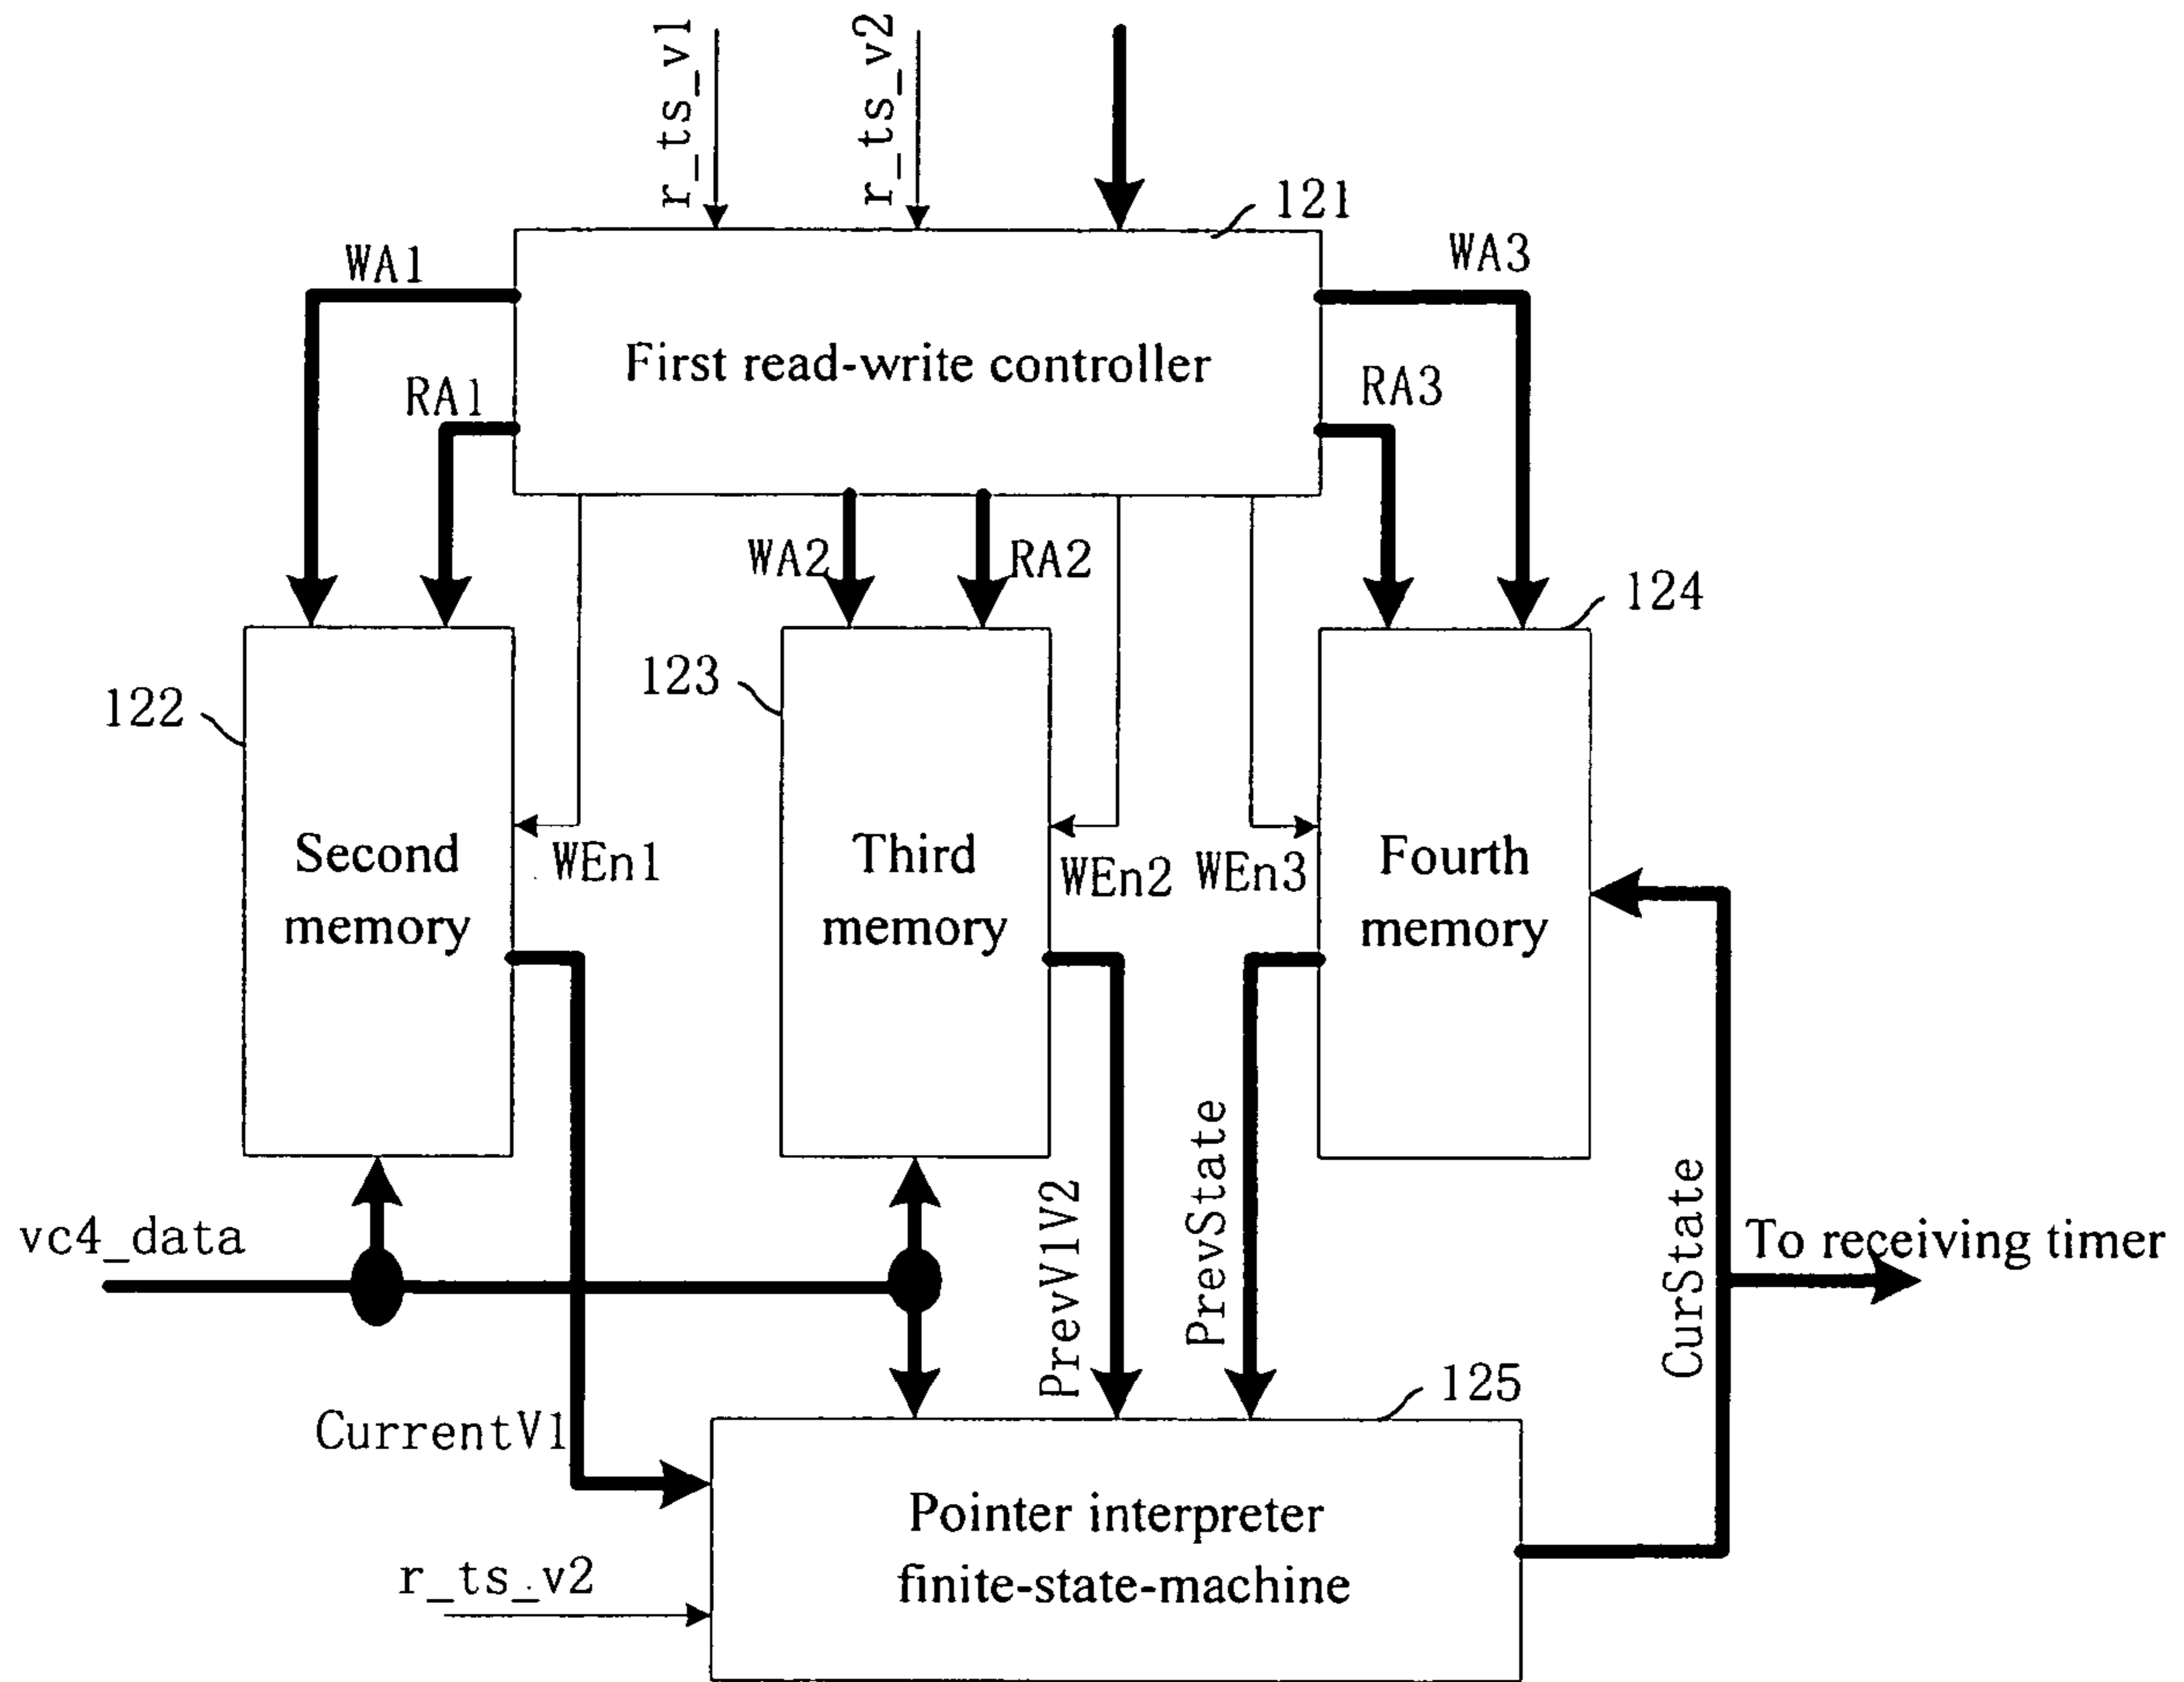 r_ts_v1
r_ts_v2
121
WA1
WA3
First read-write controller
RA1
RA3
WA2
RA2
124
123
122
Second
memory
WEn1
Third
memory
WEn2
WEn3
Fourth
memory
vc4_data
PrevV1V2
PrevState
CurState
To receiving timer
125
CurrentV1
Pointer interpreter
finite-state-machine
r_ts_v2